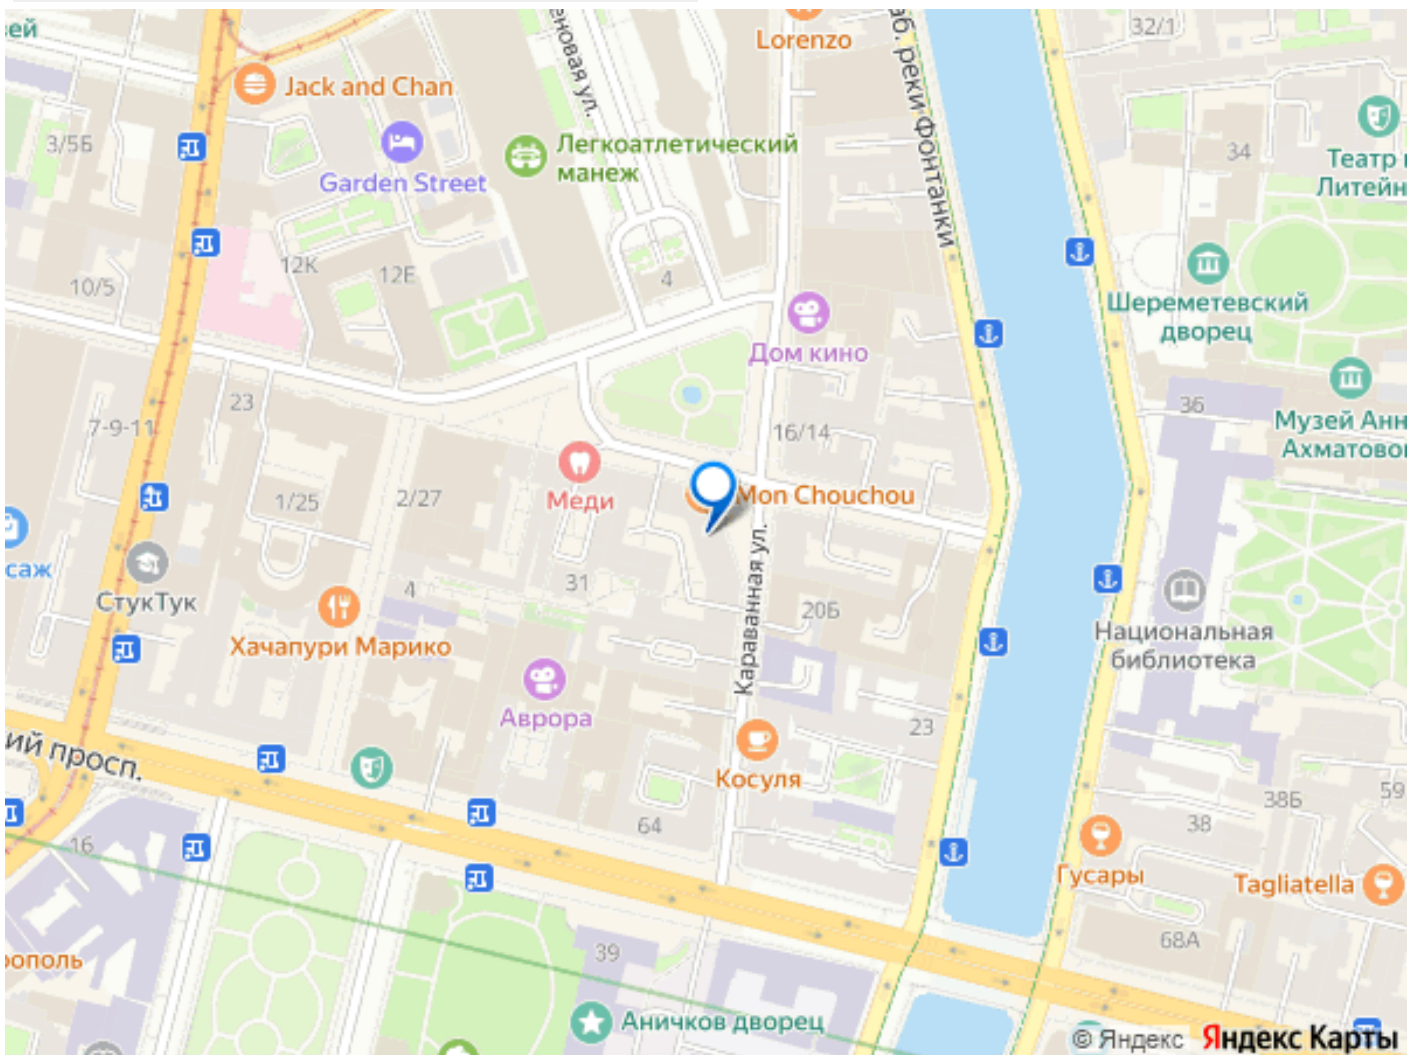 ей
Lorenzo
32/1
Jack and Chan
еновая ул.
аб. реки Фонтанки
3/5Б
Легкоатлетический
манеж
34
Театр
Литейн
Garden Street
12К
12Е
4
10/5
Шереметевский
дворец
Дом кино
23
7-9-11
16/14
36
Музей Анн
Ахматово
Меди
Mon Chouchou
1/25
2/27
саж
СтукТук
4
31
Караванная ул.
20Б
Национальная
библиотека
Хачапури Марико
Аврора
23
ий просп.
Косуля
64
16
38Б
59
38
Гусары
Tagliatella
68А
39
рополь
Аничков дворец
© Яндекс Яндекс Карты